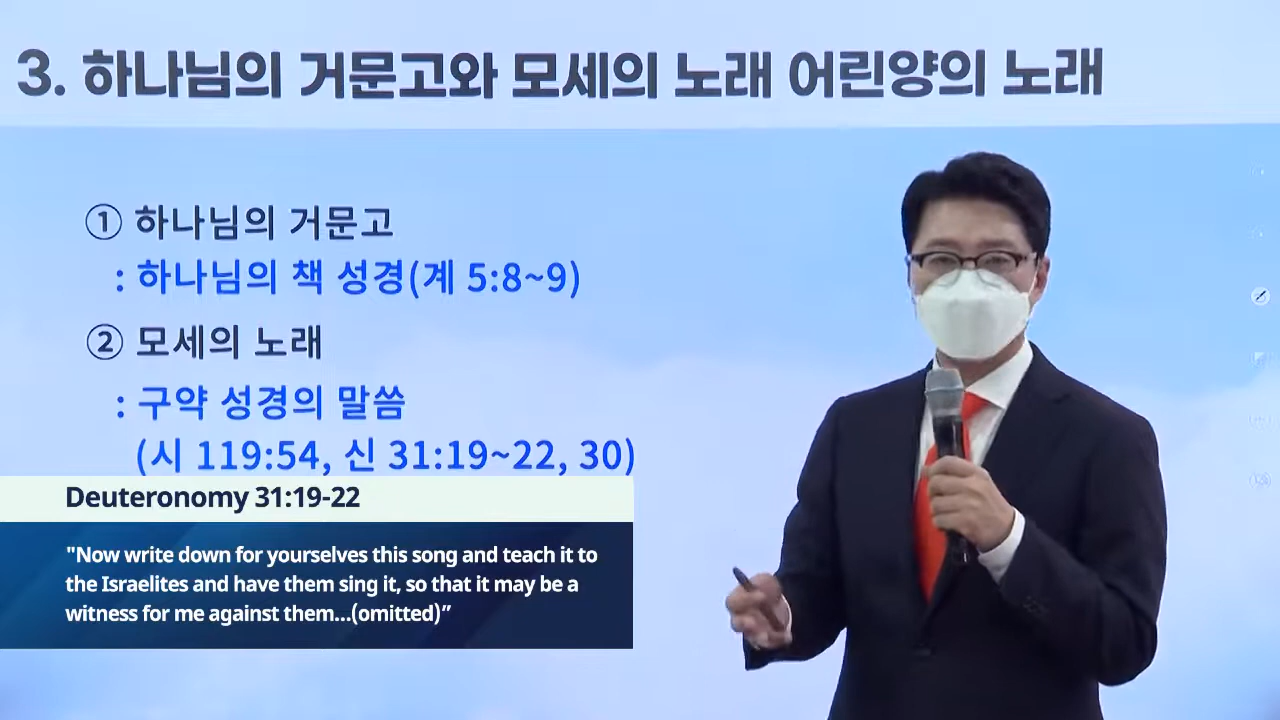 3. 하나님의 거문고와 모세의 노래 어린양의 노래
① 하나님의 거문고
: 하나님의 책 성경(계 5:8~9)
② 모세의 노래
: 구약 성경의 말씀
(시 119:54, 신 31:19~22, 30)
Deuteronomy 31:19-22
"Now write down for yourselves this song and teach it to
the Israelites and have them sing it, so that it may be a
witness for me against them...(omitted)”